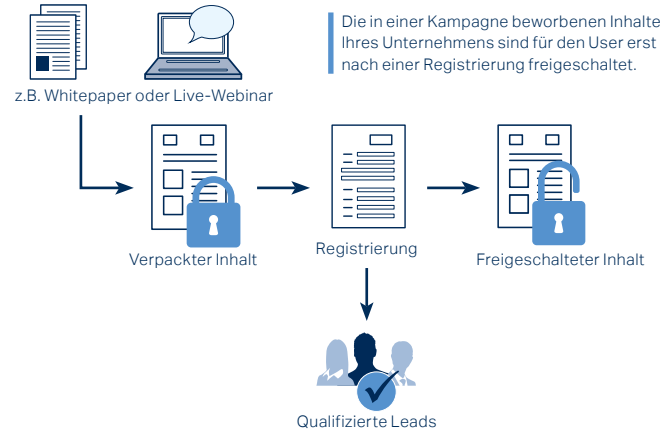 Die in einer Kampagne beworbenen Inhalte
Ihres Unternehmens sind für den User erst
nach einer Registrierung freigeschaltet.
z.B. Whitepaper oder Live-Webinar
Verpackter Inhalt
Registrierung
Freigeschalteter Inhalt
Qualifizierte Leads